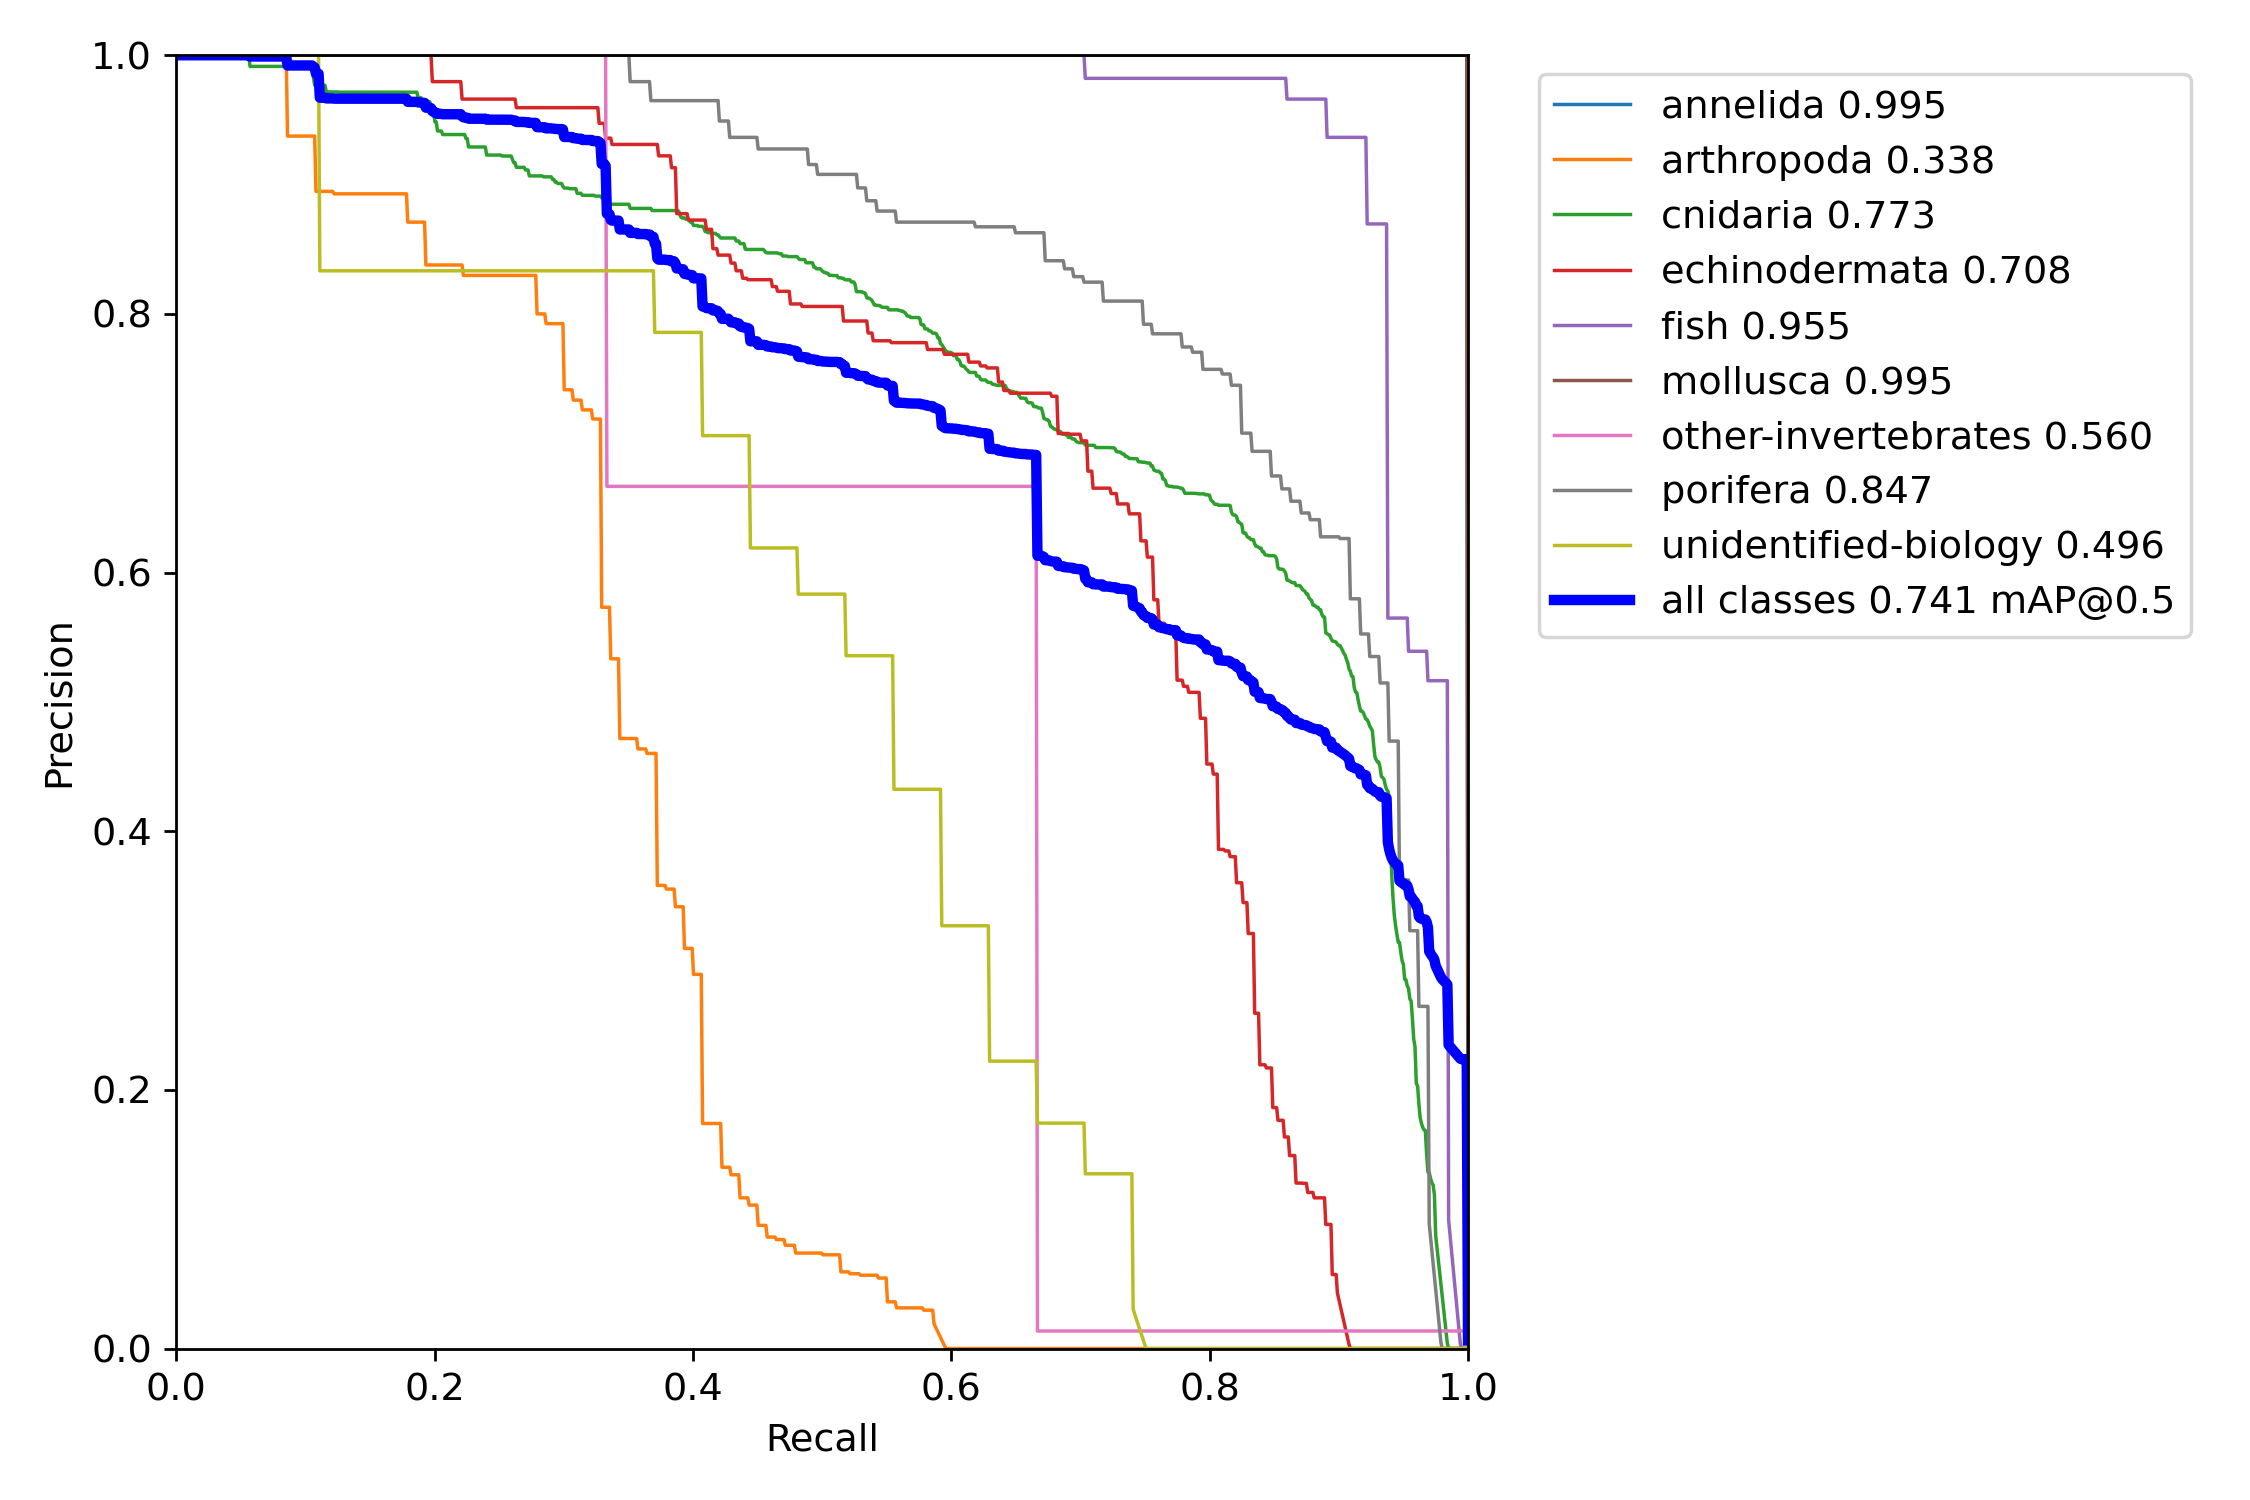 1.0
0.8
0.6
0.4
0.2
0.0
Precision
0.0 0.2 0.4 0.6 0.8 1.0
Recall
annelida 0.995
arthropoda 0.338
cnidaria 0.773
echinodermata 0.708
fish 0.955
mollusca 0.995
other-invertebrates 0.560
porifera 0.847
unidentified-biology 0.496
all classes 0.741 mAP@0.5